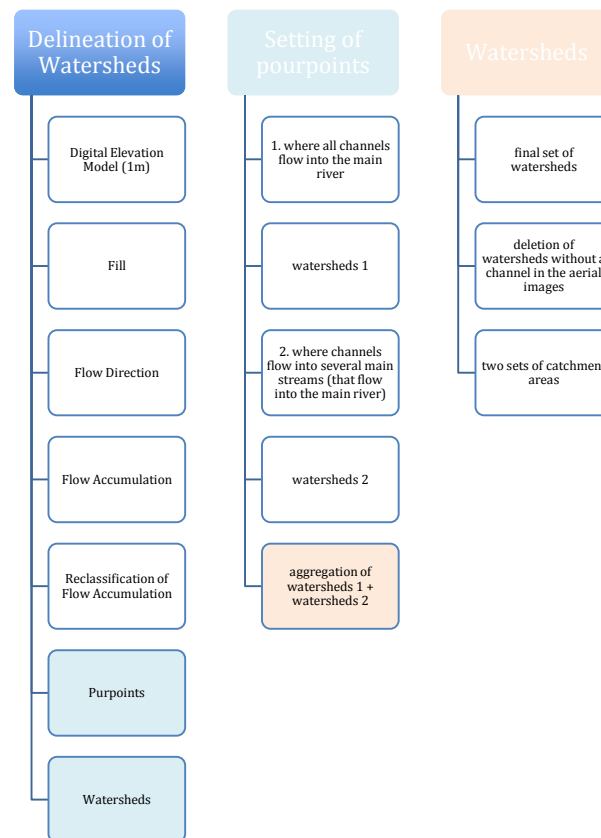 Delineation of
Watersheds
Digital Elevation
Model (1m)
Fill
Flow Direction
Flow Accumulation
Reclassification of
Flow Accumulation
Purpoints
Watersheds
Setting of
pourpoints
1. where all channels
flow into the main
river
watersheds 1
2. where channels
flow into several main
streams (that flow
into the main river)
watersheds 2
aggregation of
watersheds 1 +
watersheds 2
Watersheds
final set of
watersheds
deletion of
watersheds without a
channel in the aerial
images
two sets of catchment
areas